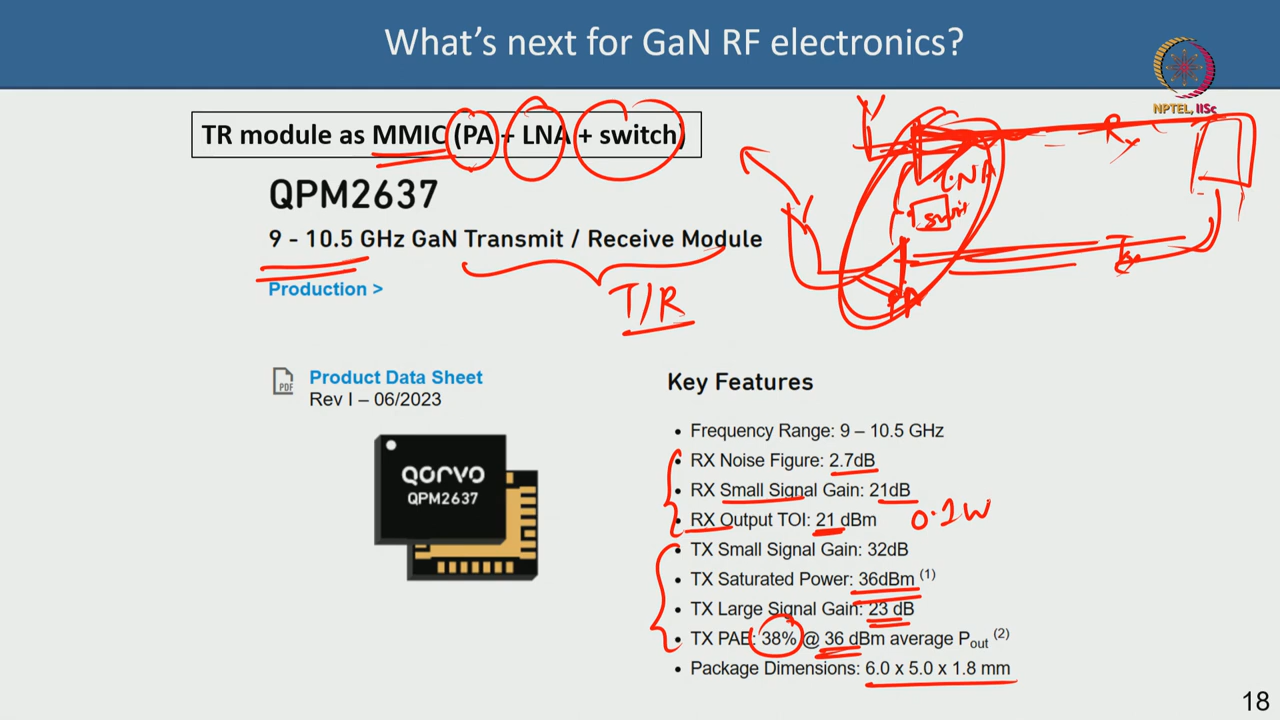 What's next for GaN RF electronics?
NPTEL, IISc
TR module as MMIC (PA + LNA + switch)
QPM2637
9 - 10.5 GHz GaN Transmit / Receive Module
Production >
T/R
Rx
LNA
Tx
PA
Product Data Sheet
Rev I – 06/2023
QORVO
QPM2637
Key Features
• Frequency Range: 9 – 10.5 GHz
• RX Noise Figure: 2.7dB
• RX Small Signal Gain: 21dB
• RX Output TOI: 21 dBm
0.1W
• TX Small Signal Gain: 32dB
• TX Saturated Power: 36dBm (1)
• TX Large Signal Gain: 23 dB
• TX PAE: 38% @ 36 dBm average Pout (2)
• Package Dimensions: 6.0 x 5.0 x 1.8 mm
18